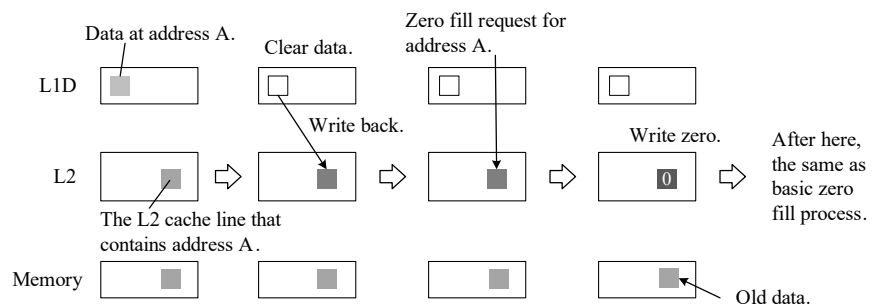 Data at address A.
Clear data.
Zero fill request for
address A.
L1D
Write back.
Write zero.
L2
0
After here,
the same as
basic zero
fill process.
The L2 cache line that
contains address A.
Memory
Old data.